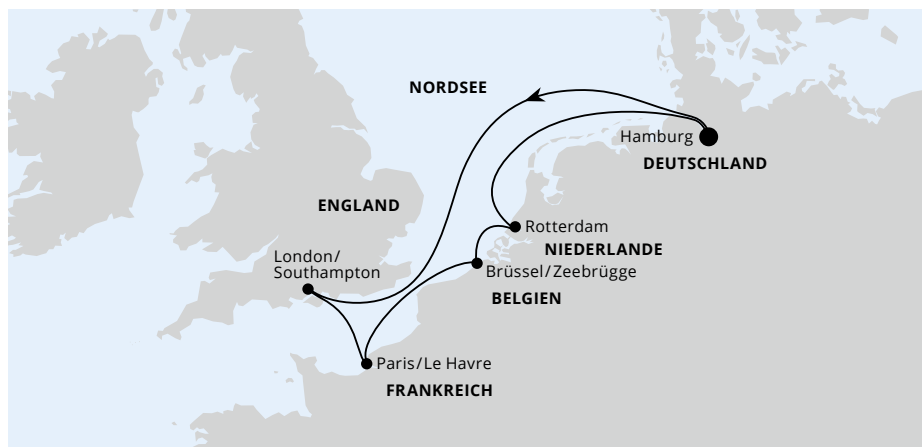 NORDSEE
Hamburg
DEUTSCHLAND
ENGLAND
Rotterdam
NIEDERLANDE
London/
Southampton
Brüssel/Zeebrügge
BELGIEN
Paris/Le Havre
FRANKREICH